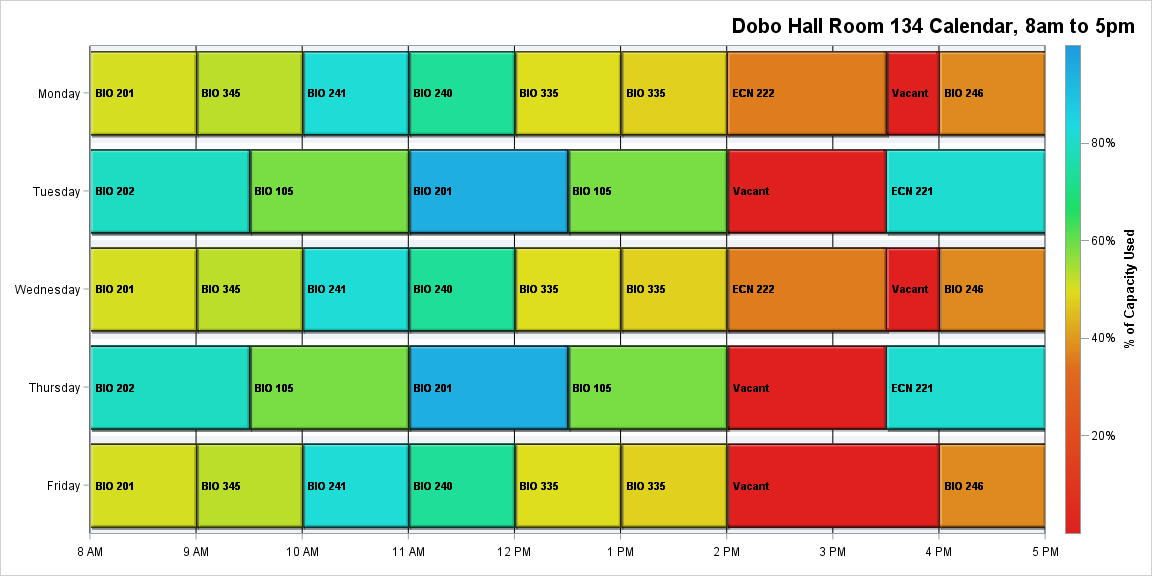 Dobo Hall Room 134 Calendar, 8am to 5pm
Monday BIO 201 BIO 345 BIO 241 BIO 240 BIO 335 BIO 335 ECN 222 Vacant BIO 246
80%
Tuesday BIO 202 BIO 105 BIO 201 BIO 105 Vacant ECN 221
60%
Wednesday BIO 201 BIO 345 BIO 241 BIO 240 BIO 335 BIO 335 ECN 222 Vacant BIO 246
% of Capacity Used
40%
Thursday BIO 202 BIO 105 BIO 201 BIO 105 Vacant ECN 221
20%
Friday BIO 201 BIO 345 BIO 241 BIO 240 BIO 335 BIO 335 Vacant BIO 246
8 AM 9 AM 10 AM 11 AM 12 PM 1 PM 2 PM 3 PM 4 PM 5 PM